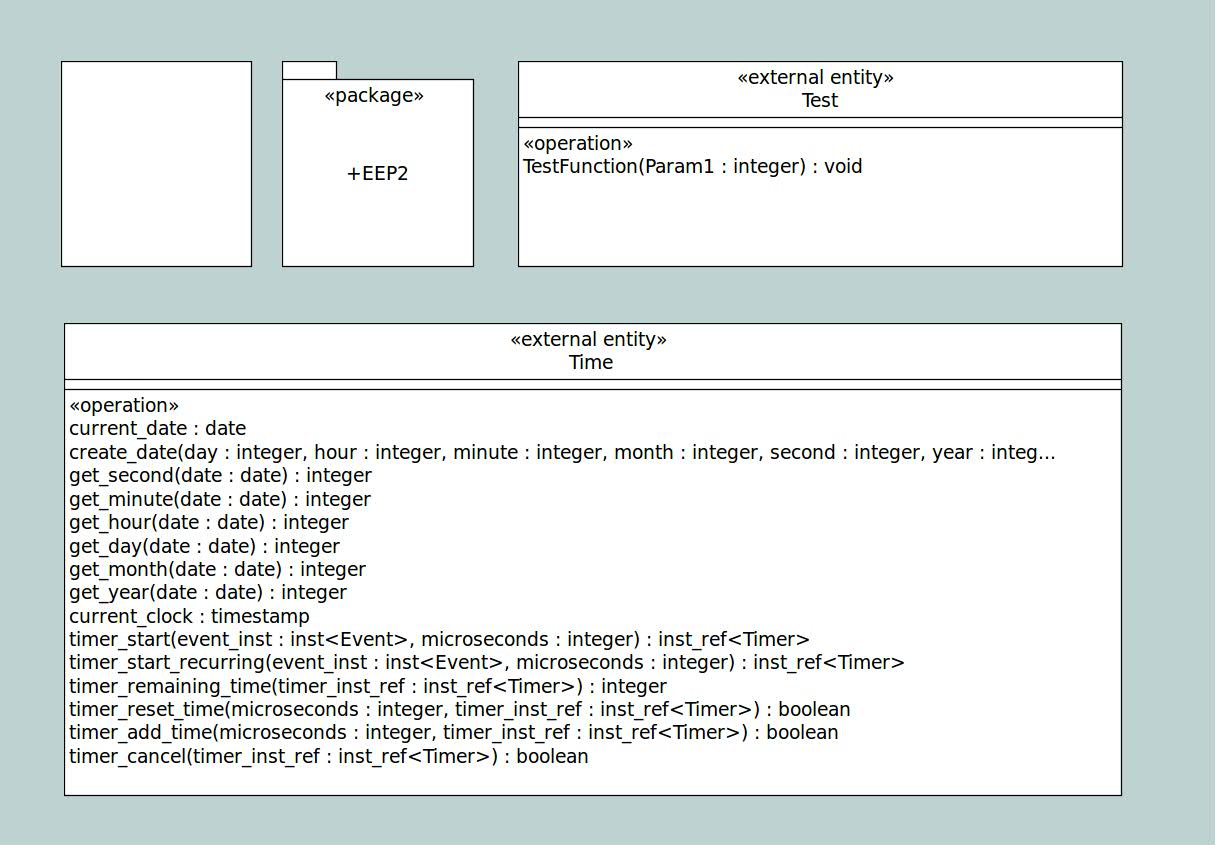 «package»
+EEP2
«external entity»
Test
«operation»
TestFunction(Param1 : integer) : void
«external entity»
Time
«operation»
current_date : date
create_date(day : integer, hour : integer, minute : integer, month : integer, second : integer, year : integ...
get_second(date : date) : integer
get_minute(date : date) : integer
get_hour(date : date) : integer
get_day(date : date) : integer
get_month(date : date) : integer
get_year(date : date) : integer
current_clock : timestamp
timer_start(event_inst : inst<Event>, microseconds : integer) : inst_ref<Timer>
timer_start_recurring(event_inst : inst<Event>, microseconds : integer) : inst_ref<Timer>
timer_remaining_time(timer_inst_ref : inst_ref<Timer>) : integer
timer_reset_time(microseconds : integer, timer_inst_ref : inst_ref<Timer>) : boolean
timer_add_time(microseconds : integer, timer_inst_ref : inst_ref<Timer>) : boolean
timer_cancel(timer_inst_ref : inst_ref<Timer>) : boolean